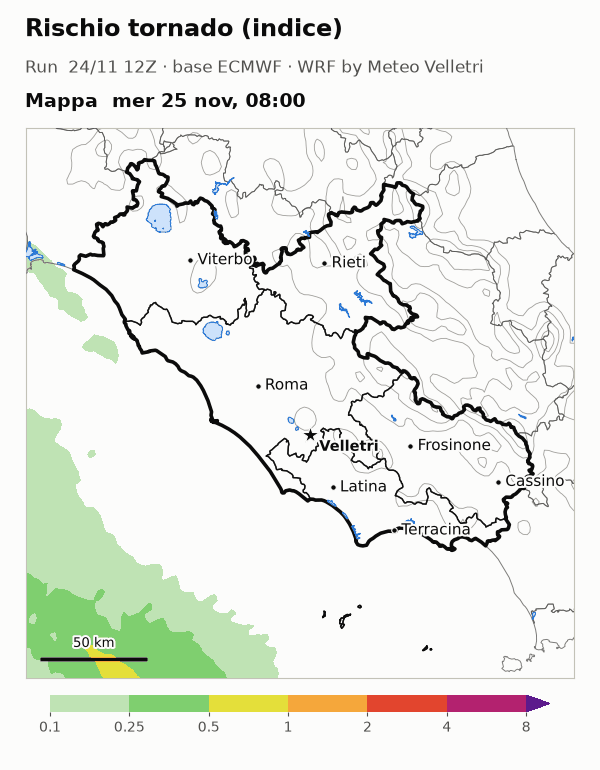 Rischio tornado (indice)
Run  24/11 12Z · base ECMWF · WRF by Meteo Velletri
Mappa  mer 25 nov, 08:00
Viterbo
Rieti
Roma
Velletri
Frosinone
Cassino
Latina
Terracina
50 km
0.1 0.25 0.5 1 2 4 8